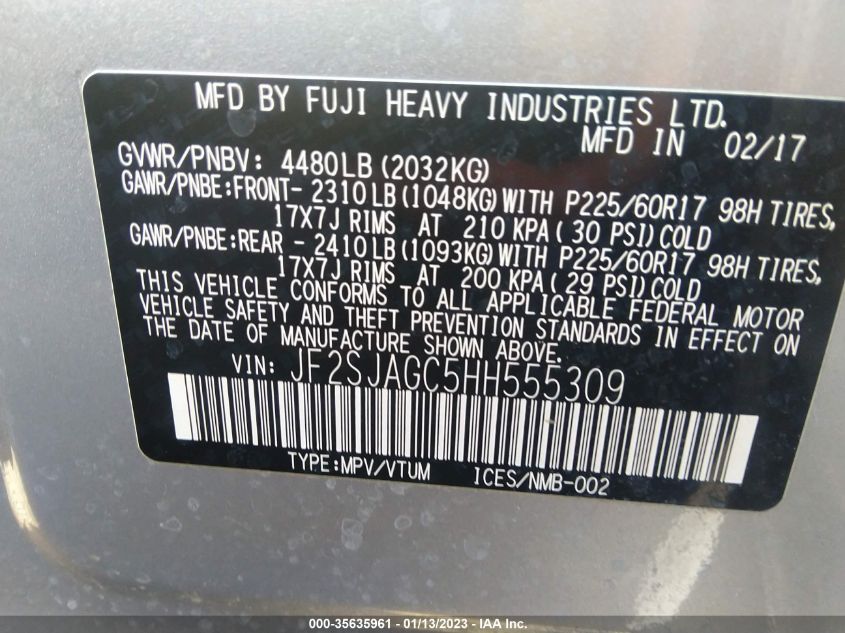 MFD BY FUJI HEAVY INDUSTRIES LTD.
MFD IN 02/17
GVWR/PNBV: 4480LB (2032KG)
GAWR/PNBE:FRONT- 2310LB(1048KG)WITH P225/60R17 98H TIRES,
17X7J RIMS AT 210 KPA(30 PSI)COLD
GAWR/PNBE:REAR - 2410LB(1093KG)WITH P225/60R17 98H TIRES,
17X7J RIMS AT 200 KPA(29 PSI)COLD
THIS VEHICLE CONFORMS TO ALL APPLICABLE FEDERAL MOTOR
VEHICLE SAFETY AND THEFT PREVENTION STANDARDS IN EFFECT ON
THE DATE OF MANUFACTURE SHOWN ABOVE.
VIN: JF2SJAGC5HH555309
TYPE:MPV/VTUM ICES/NMB-002
000-35635961 - 01/13/2023 - IAA Inc.